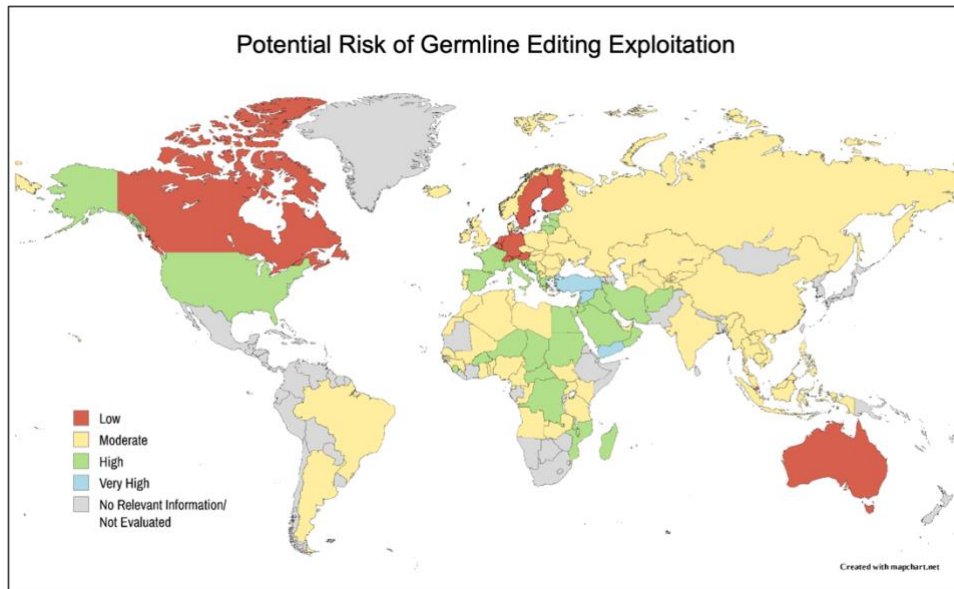 Potential Risk of Germline Editing Exploitation
Low
Moderate
High
Very High
No Relevant Information/
Not Evaluated
Created with mapchart.net